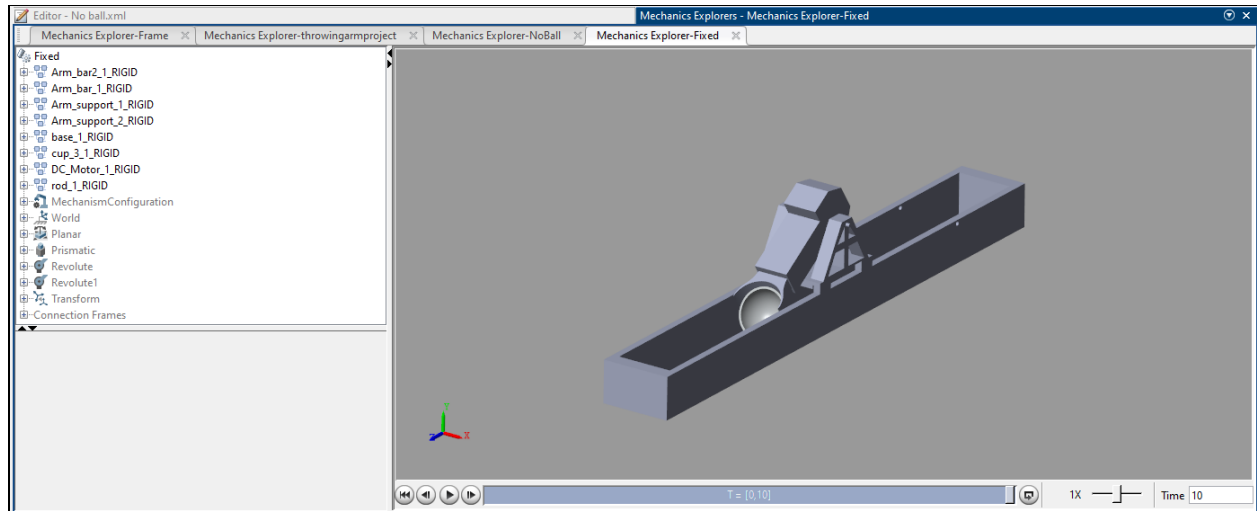 Editor - No ball.xml
Mechanics Explorers - Mechanics Explorer-Fixed
Mechanics Explorer-Frame
Mechanics Explorer-throwingarmproject
Mechanics Explorer-NoBall
Mechanics Explorer-Fixed
Fixed
Arm_bar2_1_RIGID
Arm_bar_1_RIGID
Arm_support_1_RIGID
Arm_support_2_RIGID
base_1_RIGID
cup_3_1_RIGID
DC_Motor_1_RIGID
rod_1_RIGID
MechanismConfiguration
World
Planar
Prismatic
Revolute
Revolute1
Transform
Connection Frames
Y
Z
X
T = [0,10]
1X
Time 10